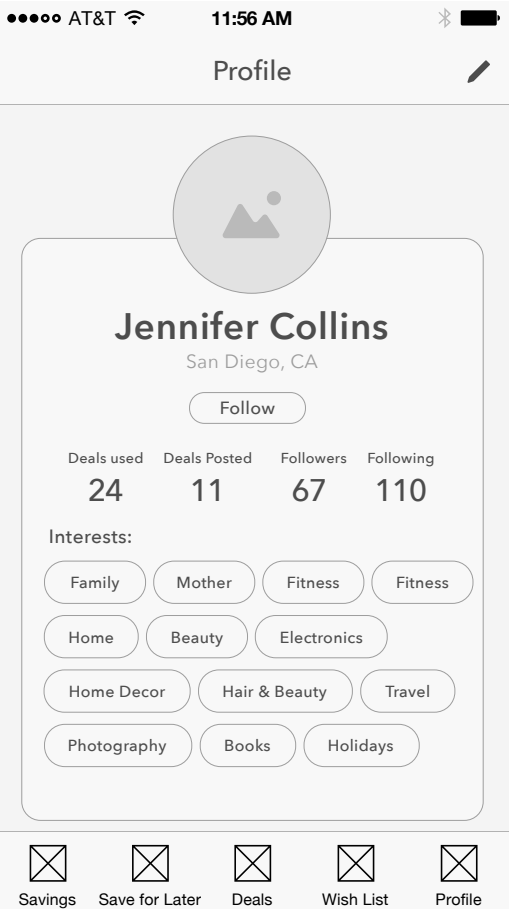 AT&T 11:56 AM
Profile
Jennifer Collins
San Diego, CA
Follow
Deals used Deals Posted Followers Following
24 11 67 110
Interests:
Family Mother Fitness Fitness
Home Beauty Electronics
Home Decor Hair & Beauty Travel
Photography Books Holidays
Savings Save for Later Deals Wish List Profile